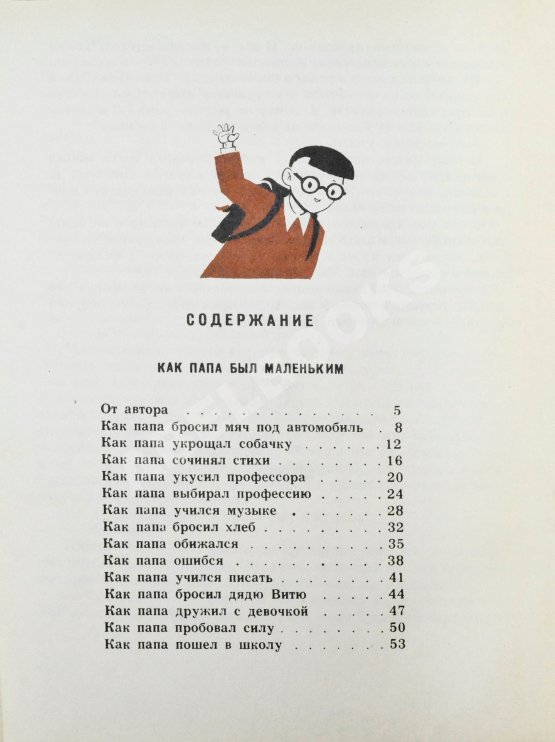 СОДЕРЖАНИЕ
КАК ПАПА БЫЛ МАЛЕНЬКИМ
От автора . . . . . . . . . . . . . 5
Как папа бросил мяч под автомобиль . 8
Как папа укрощал собачку . . . . . 12
Как папа сочинял стихи . . . . . . . 16
Как папа укусил профессора . . . . 20
Как папа выбирал профессию . . . . 24
Как папа учился музыке . . . . . . 28
Как папа бросил хлеб . . . . . . . 32
Как папа обижался . . . . . . . . . 35
Как папа ошибся . . . . . . . . . . 38
Как папа учился писать . . . . . . . 41
Как папа бросил дядю Витю . . . . 44
Как папа дружил с девочкой . . . . 47
Как папа пробовал силу . . . . . . . 50
Как папа пошел в школу . . . . . . 53